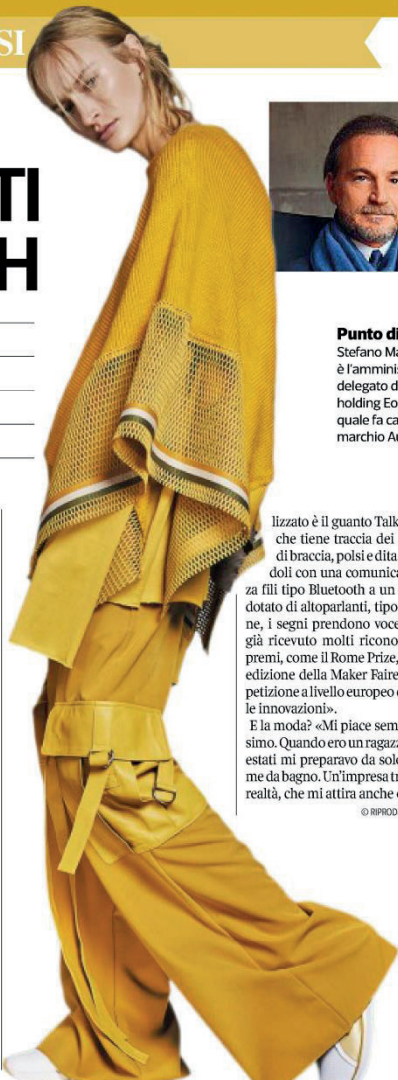 SI
TI
H
Punto di
Stefano Ma
è l'amminis
delegato d
holding Eo
quale fa ca
marchio Au
lizzato è il guanto Talk
che tiene traccia dei
di braccia, polsi e dita
doli con una comunica
za fili tipo Bluetooth a un
dotato di altoparlanti, tipo
ne, i segni prendono voce
già ricevuto molti ricono
premi, come il Rome Prize,
edizione della Maker Faire
petizione a livello europeo
le innovazioni».
E la moda? «Mi piace sem
simo. Quando ero un ragazz
estati mi preparavo da solo
me da bagno. Un'impresa tr
realtà, che mi attira anche
© RIPROD